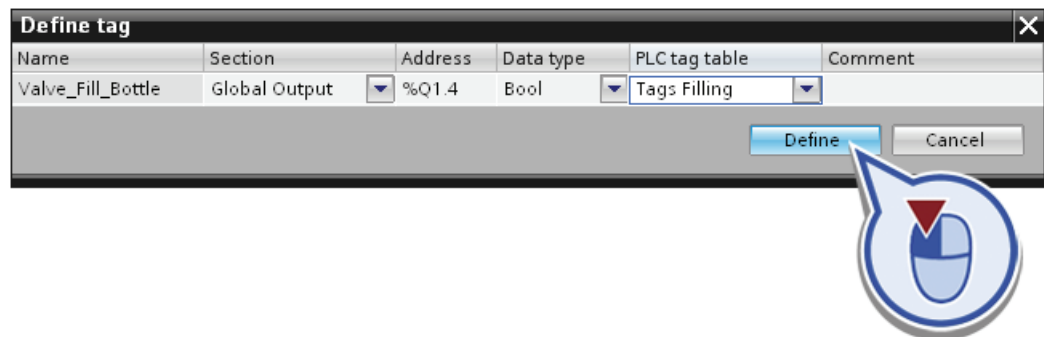 Define tag
Name Section Address Data type PLC tag table Comment
Valve_Fill_Bottle Global Output %Q1.4 Bool Tags Filling
Define Cancel